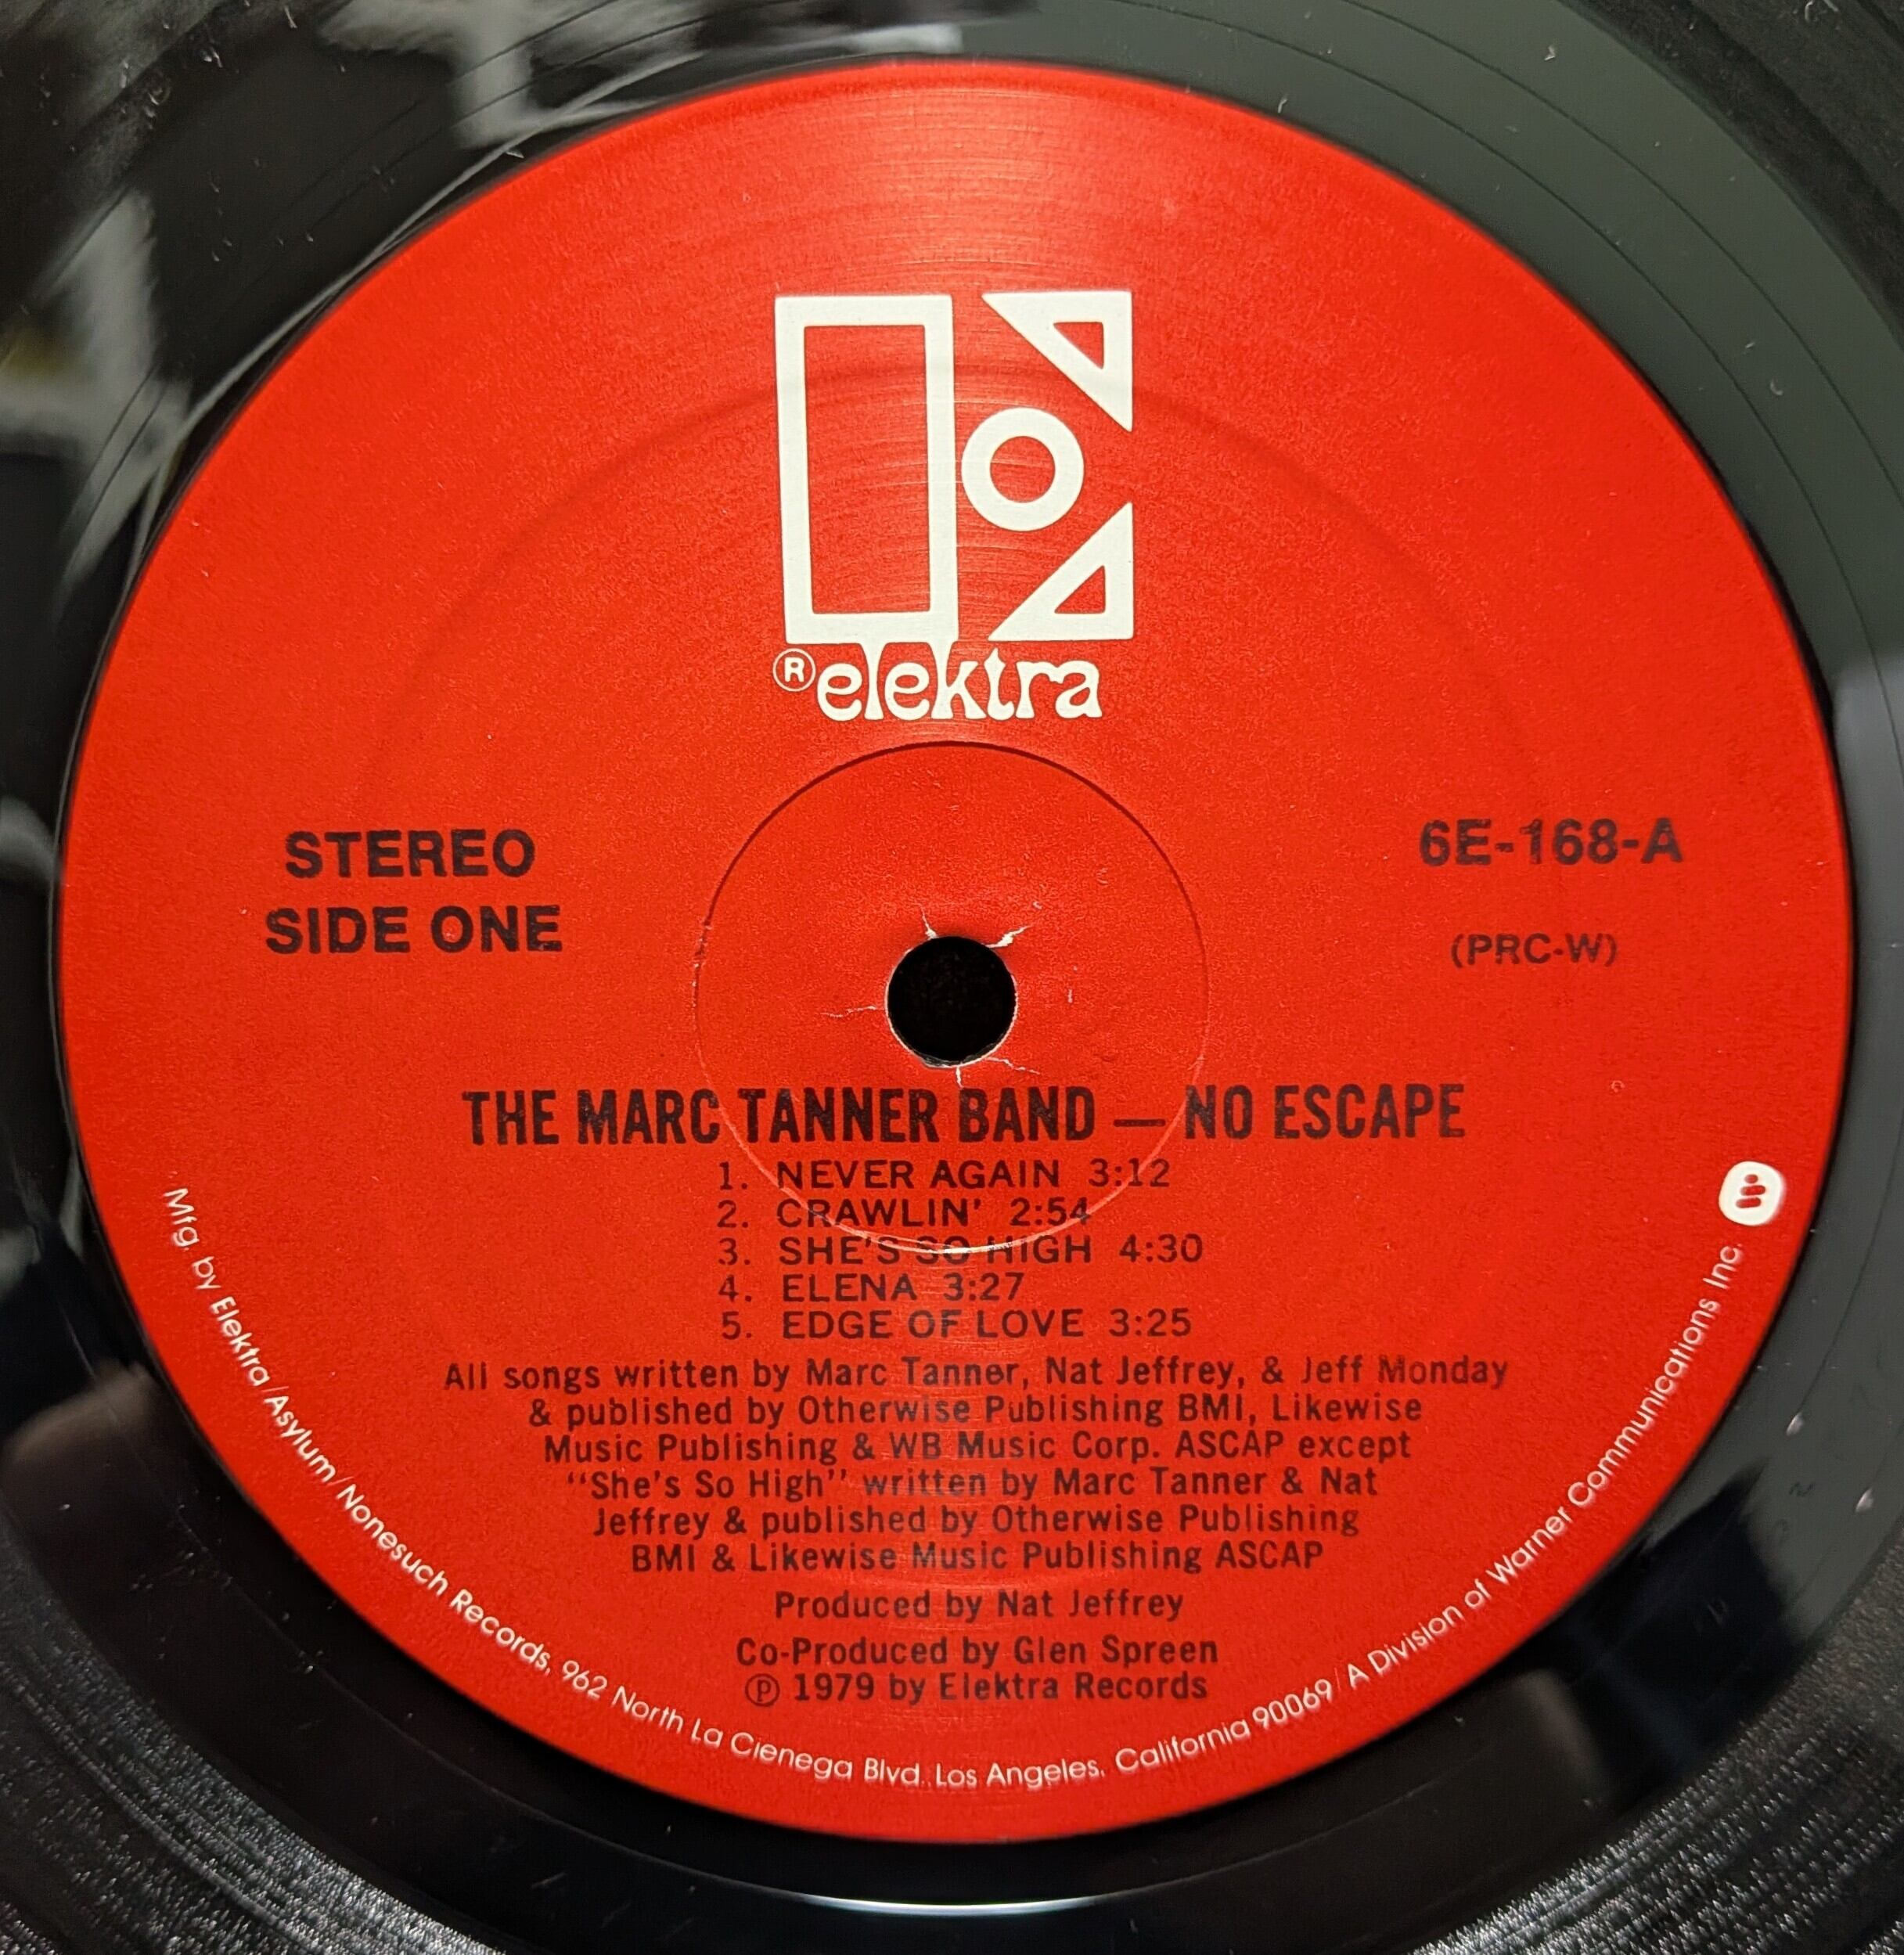 ® elektra
STEREO
SIDE ONE
6E-168-A
(PRC-W)
THE MARC TANNER BAND — NO ESCAPE
1. NEVER AGAIN 3:12
2. CRAWLIN' 2:54
3. SHE'S SO HIGH 4:30
4. ELENA 3:27
5. EDGE OF LOVE 3:25
All songs written by Marc Tanner, Nat Jeffrey, & Jeff Monday
& published by Otherwise Publishing BMI, Likewise
Music Publishing & WB Music Corp. ASCAP except
“She's So High” written by Marc Tanner & Nat
Jeffrey & published by Otherwise Publishing
BMI & Likewise Music Publishing ASCAP
Produced by Nat Jeffrey
Co-Produced by Glen Spreen
℗ 1979 by Elektra Records
Mfg. by Elektra/Asylum/Nonesuch Records, 962 North La Cienega Blvd., Los Angeles, California 90069/A Division of Warner Communications Inc.